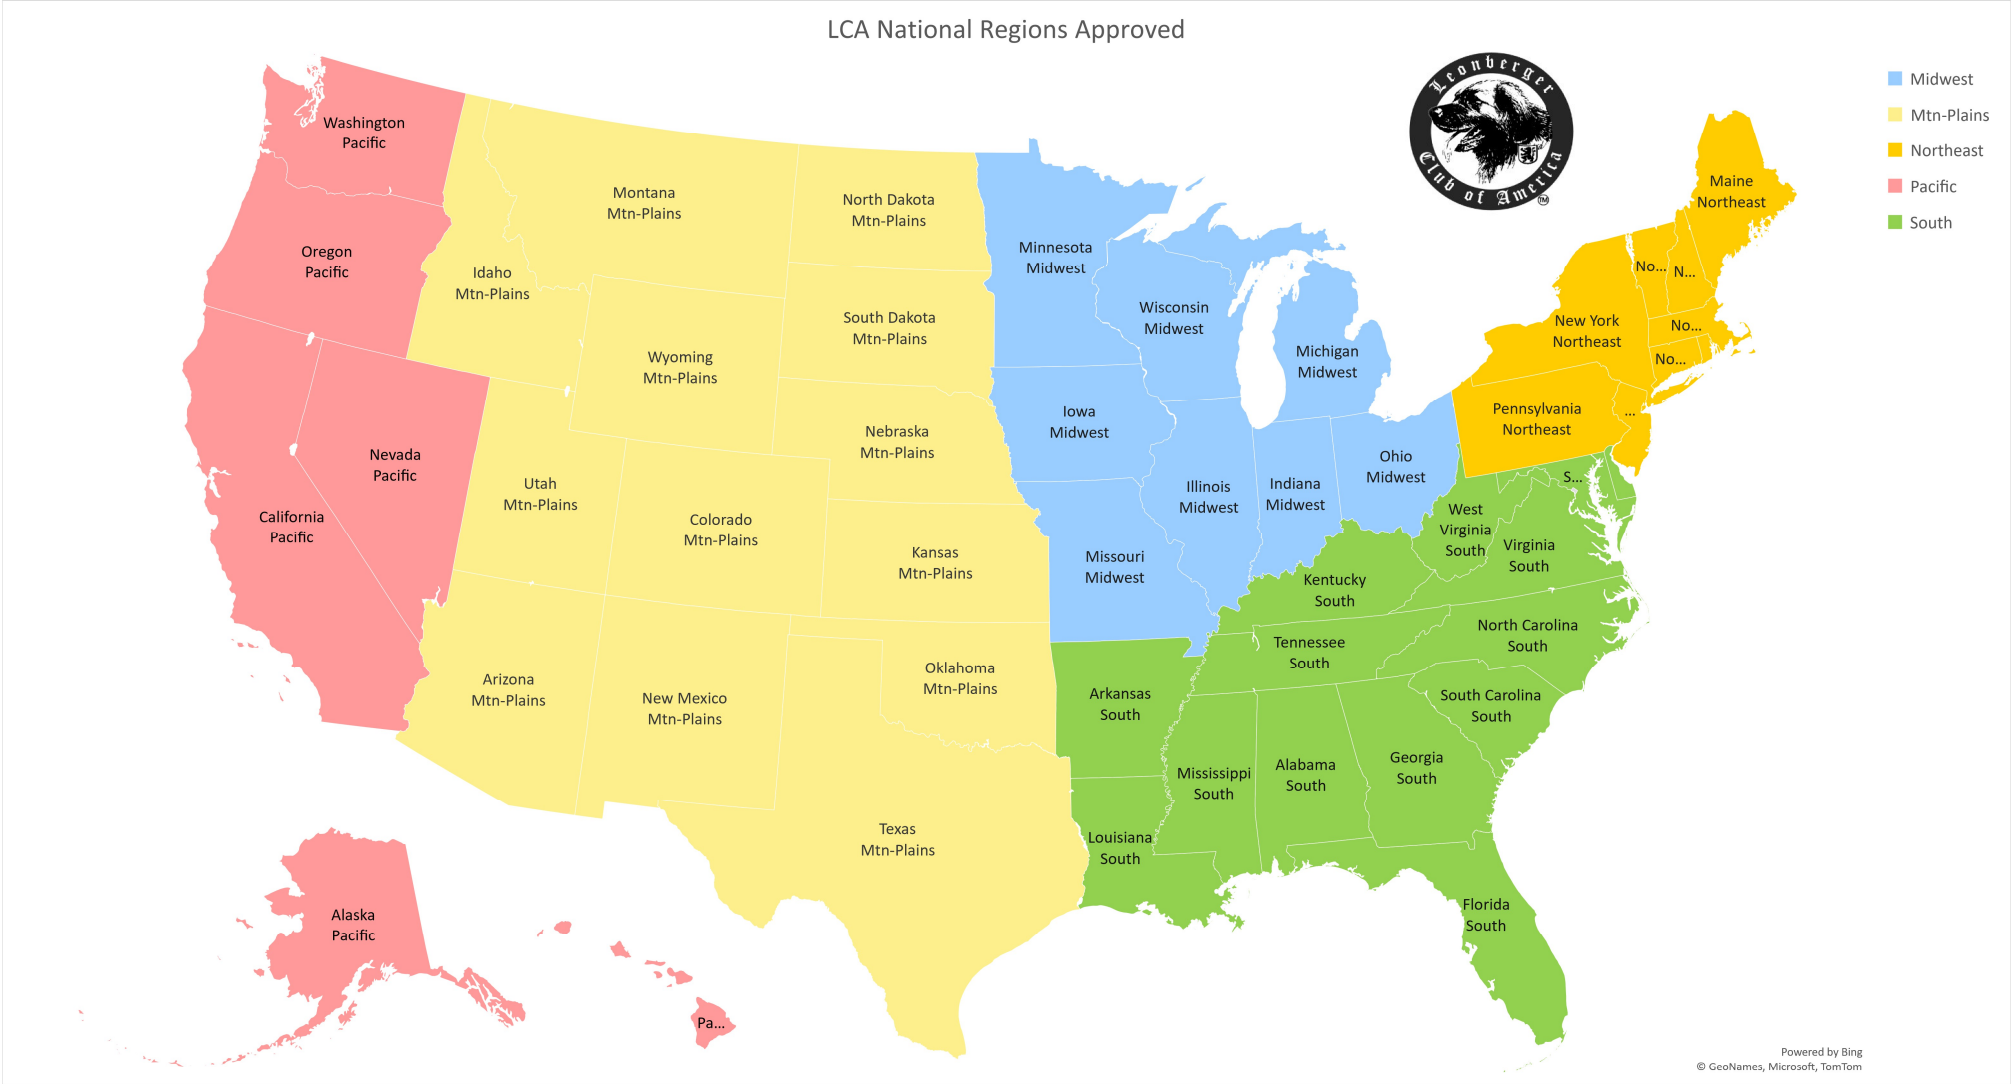 LCA National Regions Approved
Leonberger
Club of America
TM
Midwest
Mtn-Plains
Northeast
Pacific
South
Washington
Pacific
Oregon
Pacific
California
Pacific
Nevada
Pacific
Idaho
Mtn-Plains
Montana
Mtn-Plains
Wyoming
Mtn-Plains
Utah
Mtn-Plains
Colorado
Mtn-Plains
Arizona
Mtn-Plains
New Mexico
Mtn-Plains
North Dakota
Mtn-Plains
South Dakota
Mtn-Plains
Nebraska
Mtn-Plains
Kansas
Mtn-Plains
Oklahoma
Mtn-Plains
Texas
Mtn-Plains
Minnesota
Midwest
Wisconsin
Midwest
Michigan
Midwest
Iowa
Midwest
Illinois
Midwest
Indiana
Midwest
Ohio
Midwest
Missouri
Midwest
Maine
Northeast
No...
N...
New York
Northeast
No...
No...
Pennsylvania
Northeast
...
S...
West
Virginia
South
Virginia
South
Kentucky
South
Tennessee
South
North Carolina
South
South Carolina
South
Arkansas
South
Louisiana
South
Mississippi
South
Alabama
South
Georgia
South
Florida
South
Alaska
Pacific
Pa...
Powered by Bing
© GeoNames, Microsoft, TomTom